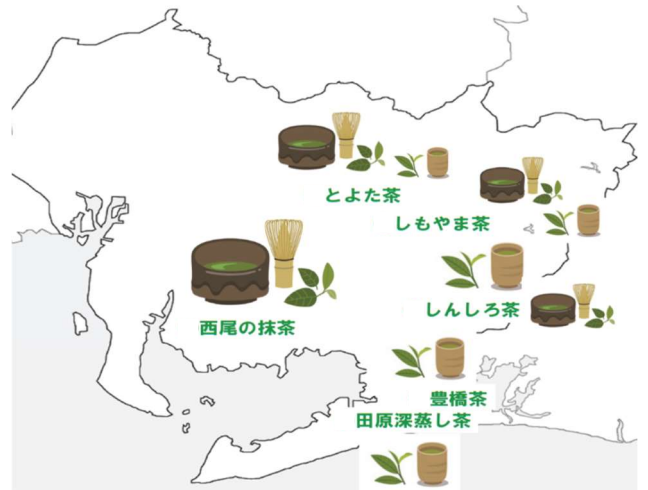 とよた茶
しもやま茶
しんしろ茶
西尾の抹茶
豊橋茶
田原深蒸し茶